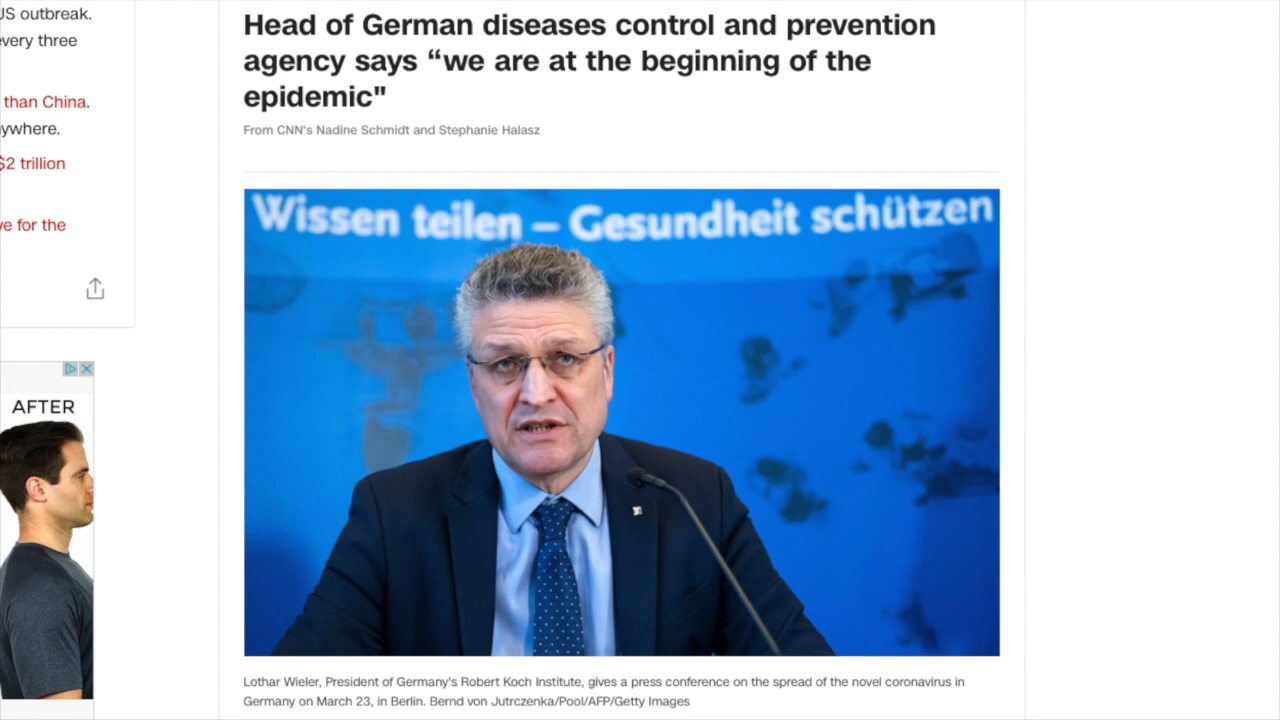 US outbreak.
every three
than China.
ywhere.
$2 trillion
ve for the
AFTER
Head of German diseases control and prevention
agency says “we are at the beginning of the
epidemic"
From CNN's Nadine Schmidt and Stephanie Halasz
Wissen teilen – Gesundheit schützen
Lothar Wieler, President of Germany's Robert Koch Institute, gives a press conference on the spread of the novel coronavirus in
Germany on March 23, in Berlin. Bernd von Jutrczenka/Pool/AFP/Getty Images